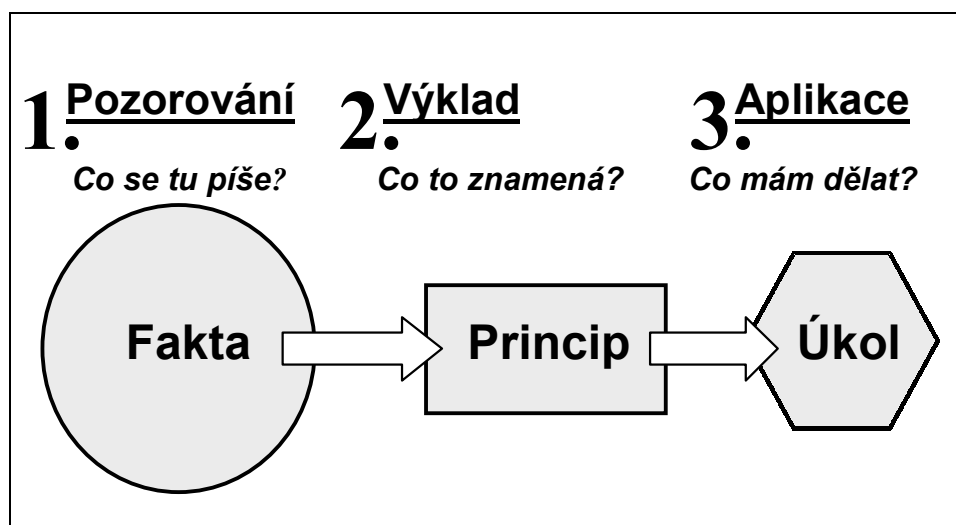 1. Pozorování
Co se tu píše?
Fakta
2. Výklad
Co to znamená?
Princip
3. Aplikace
Co mám dělat?
Úkol